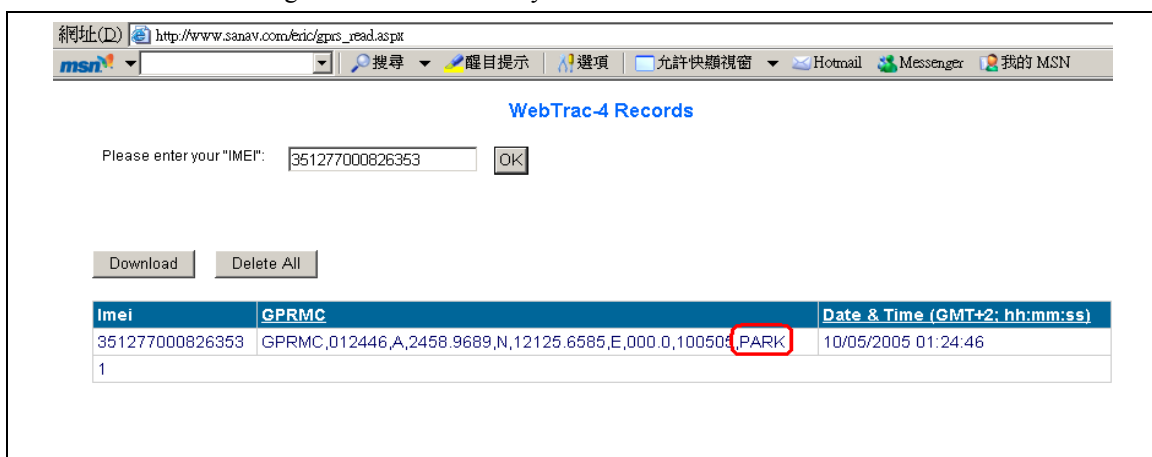 網址(D) http://www.sanav.com/eric/gprs_read.aspx
msn 搜尋 醒目提示 選項 允許快顯視窗 Hotmail Messenger 我的 MSN
WebTrac-4 Records
Please enter your "IMEI": 351277000826353 OK
Download Delete All
Imei GPRMC Date & Time (GMT+2; hh:mm:ss)
351277000826353 GPRMC,012446,A,2458.9689,N,12125.6585,E,000.0,100505,PARK 10/05/2005 01:24:46
1